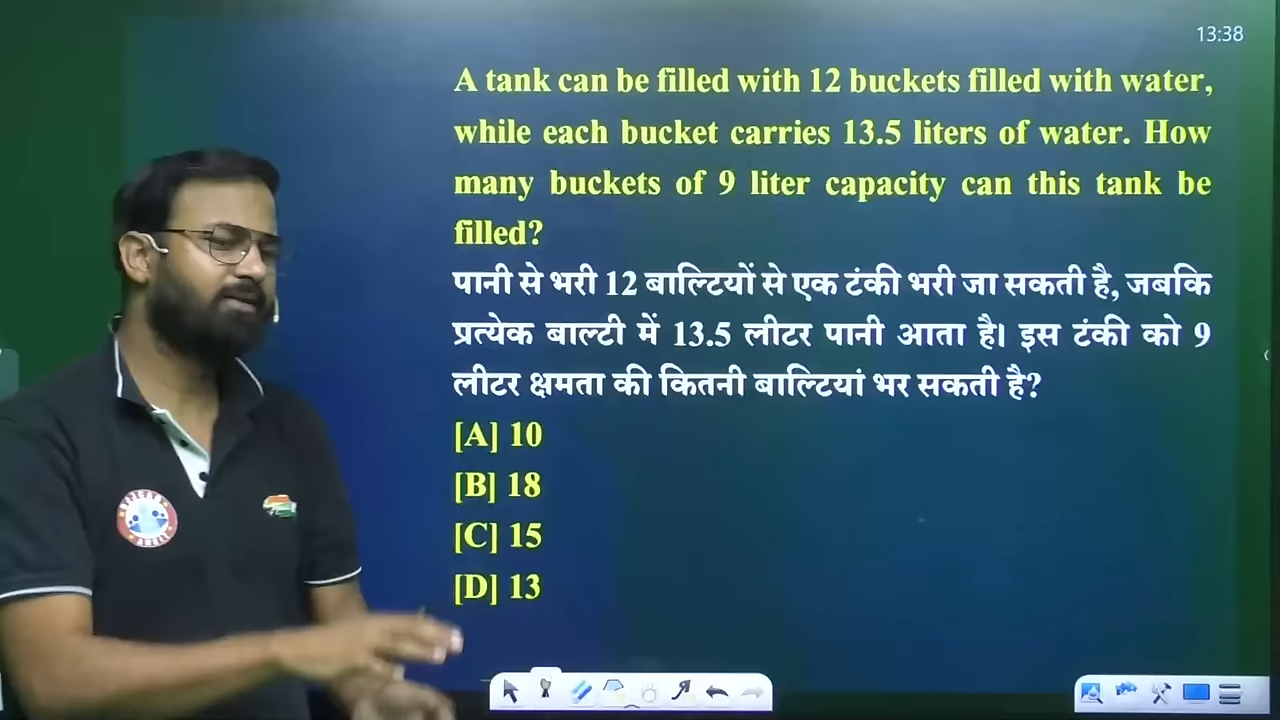 13:38
A tank can be filled with 12 buckets filled with water,
while each bucket carries 13.5 liters of water. How
many buckets of 9 liter capacity can this tank be
filled?
पानी से भरी 12 बाल्टियों से एक टंकी भरी जा सकती है, जबकि
प्रत्येक बाल्टी में 13.5 लीटर पानी आता है। इस टंकी को 9
लीटर क्षमता की कितनी बाल्टियां भर सकती है?
[A] 10
[B] 18
[C] 15
[D] 13